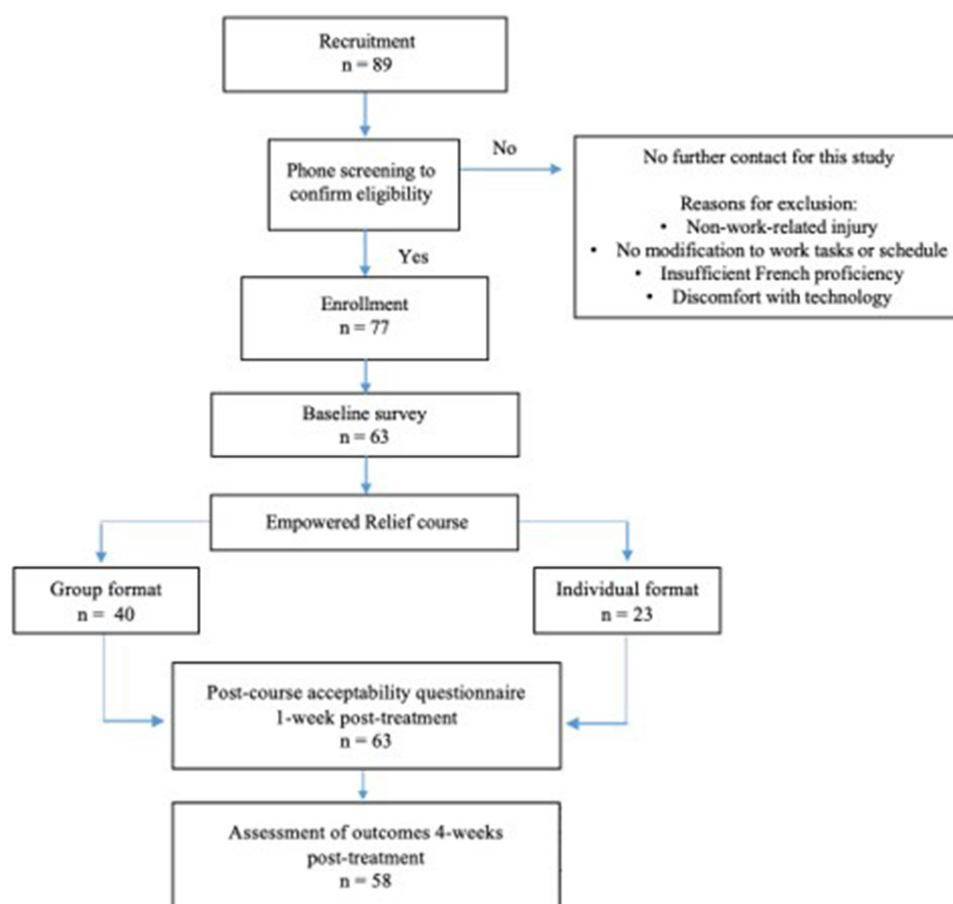 Recruitment
n = 89
Phone screening to
confirm eligibility
No
No further contact for this study
Reasons for exclusion:
• Non-work-related injury
• No modification to work tasks or schedule
• Insufficient French proficiency
• Discomfort with technology
Yes
Enrollment
n = 77
Baseline survey
n = 63
Empowered Relief course
Group format
n = 40
Individual format
n = 23
Post-course acceptability questionnaire
1-week post-treatment
n = 63
Assessment of outcomes 4-weeks
post-treatment
n = 58